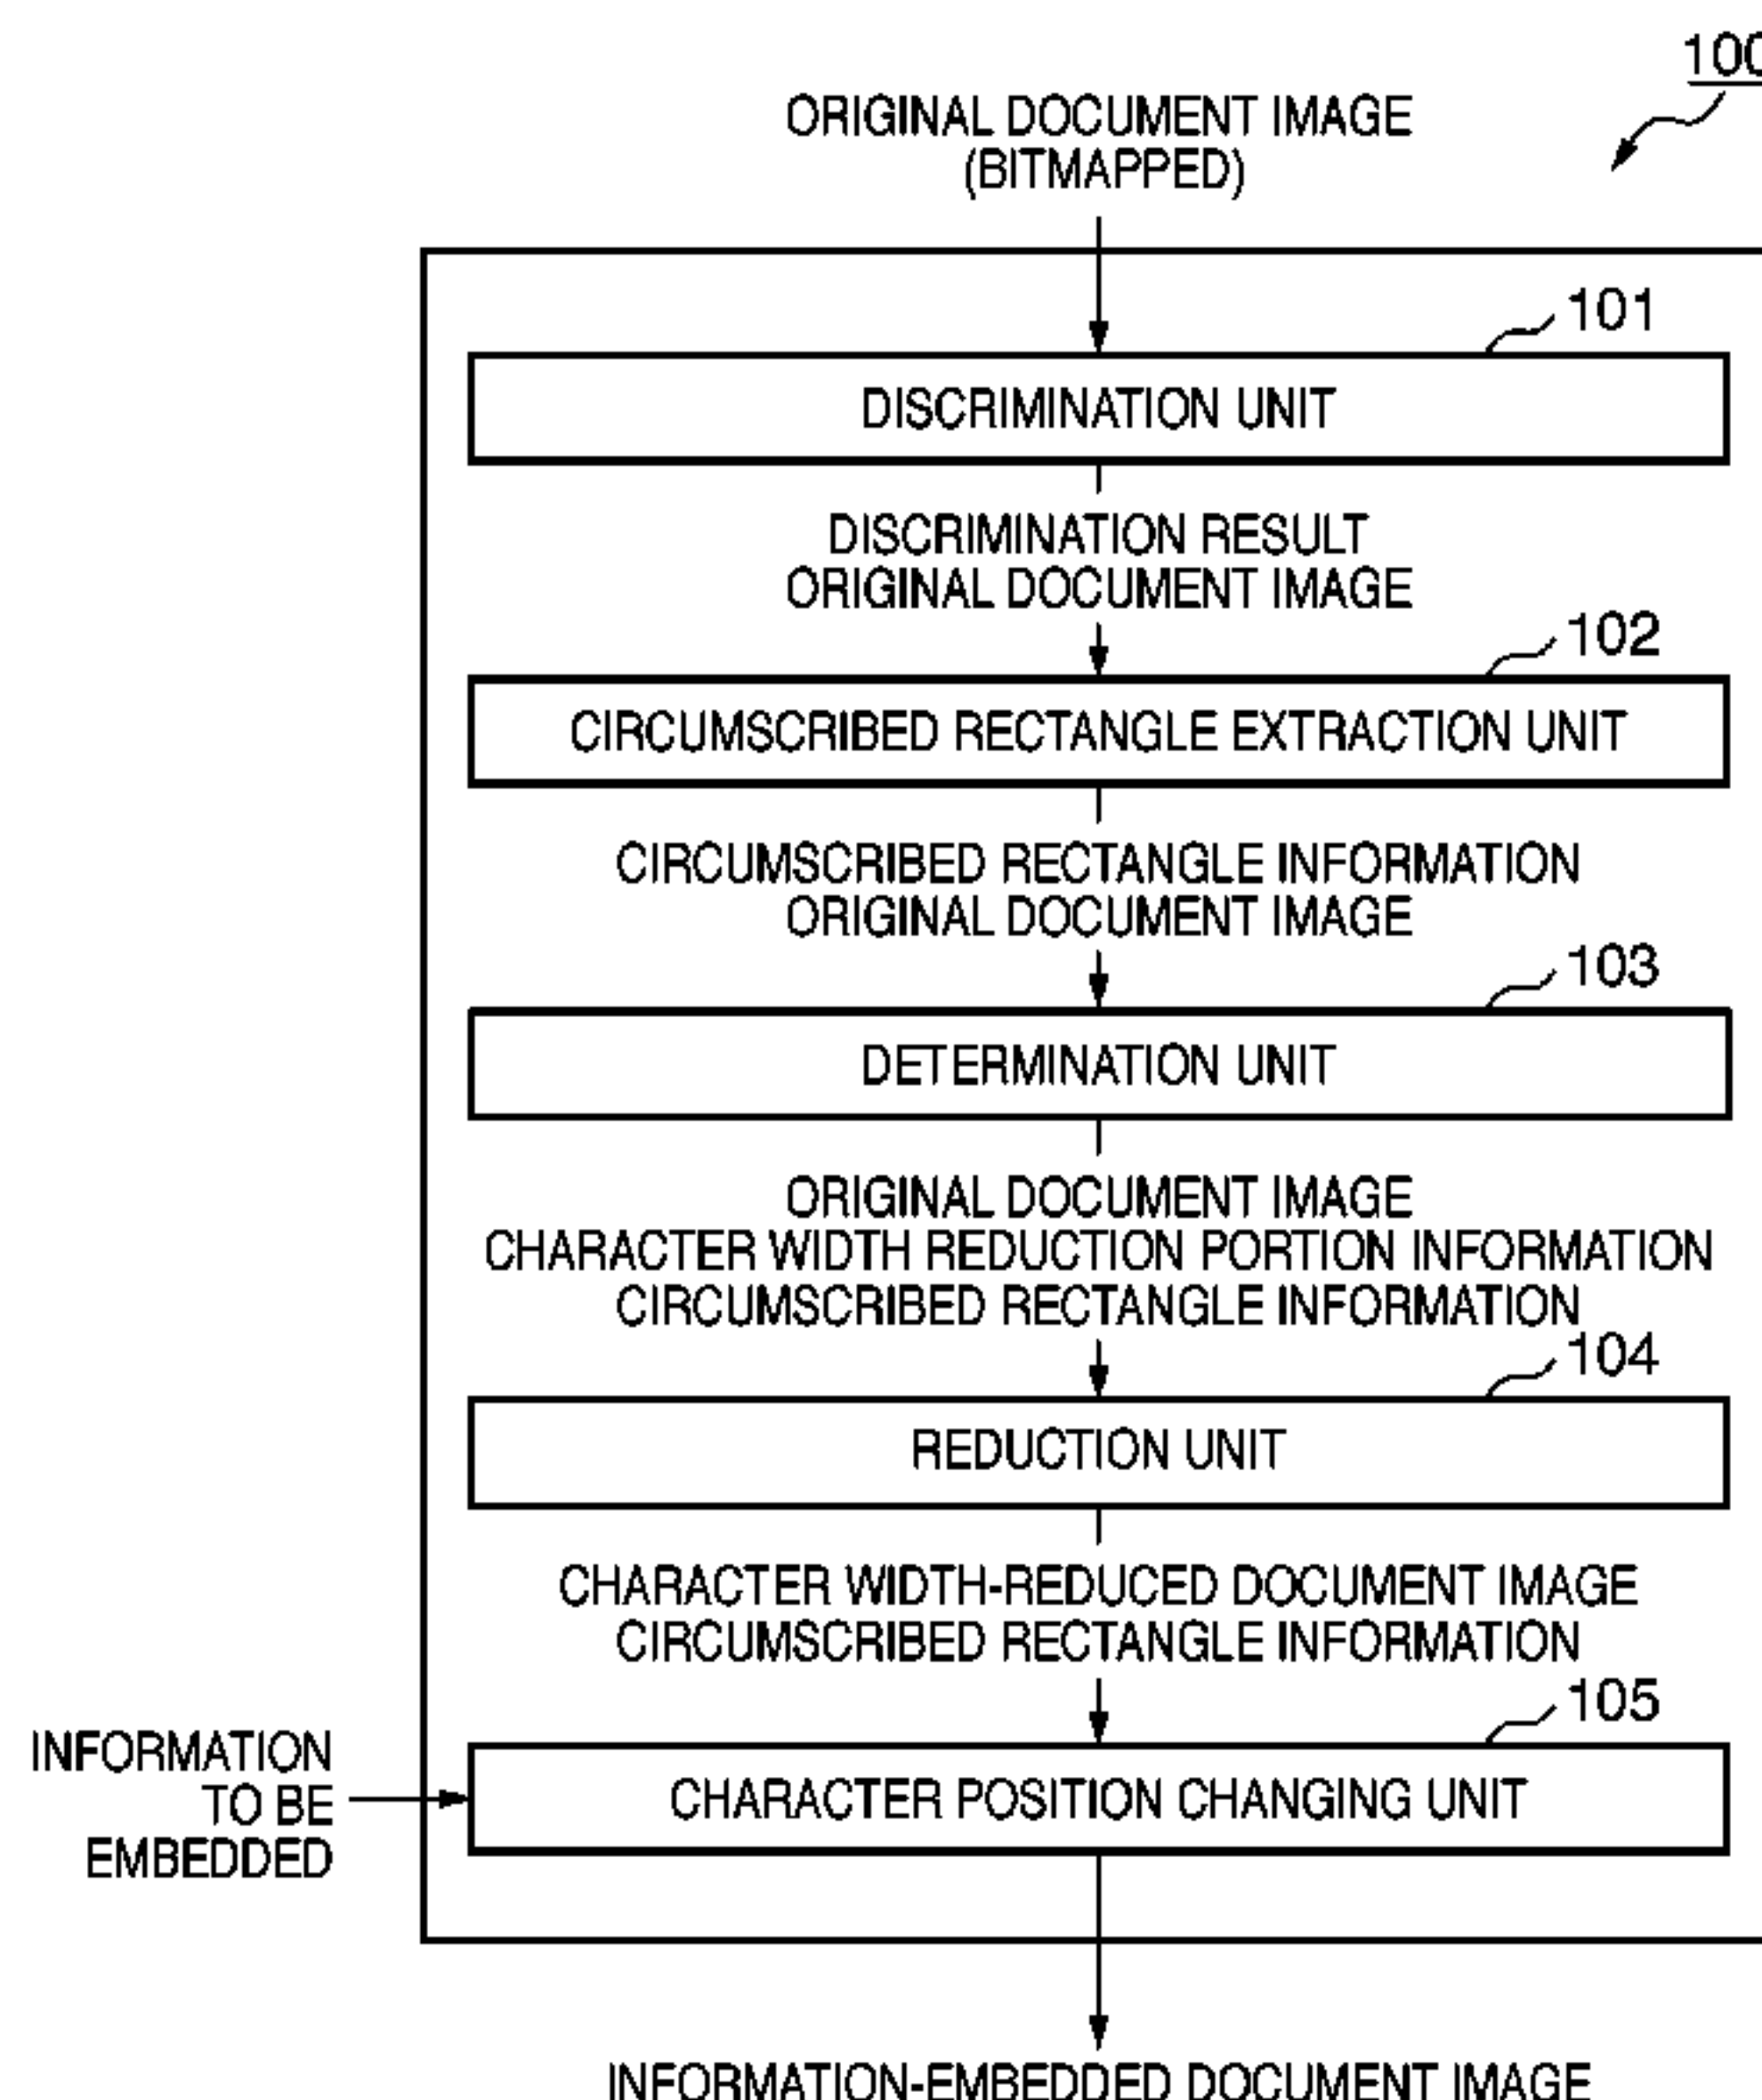 100
ORIGINAL DOCUMENT IMAGE
(BITMAPPED)
101
DISCRIMINATION UNIT
DISCRIMINATION RESULT
ORIGINAL DOCUMENT IMAGE
102
CIRCUMSCRIBED RECTANGLE EXTRACTION UNIT
CIRCUMSCRIBED RECTANGLE INFORMATION
ORIGINAL DOCUMENT IMAGE
103
DETERMINATION UNIT
ORIGINAL DOCUMENT IMAGE
CHARACTER WIDTH REDUCTION PORTION INFORMATION
CIRCUMSCRIBED RECTANGLE INFORMATION
104
REDUCTION UNIT
CHARACTER WIDTH-REDUCED DOCUMENT IMAGE
CIRCUMSCRIBED RECTANGLE INFORMATION
105
INFORMATION
TO BE
EMBEDDED
CHARACTER POSITION CHANGING UNIT
INFORMATION-EMBEDDED DOCUMENT IMAGE